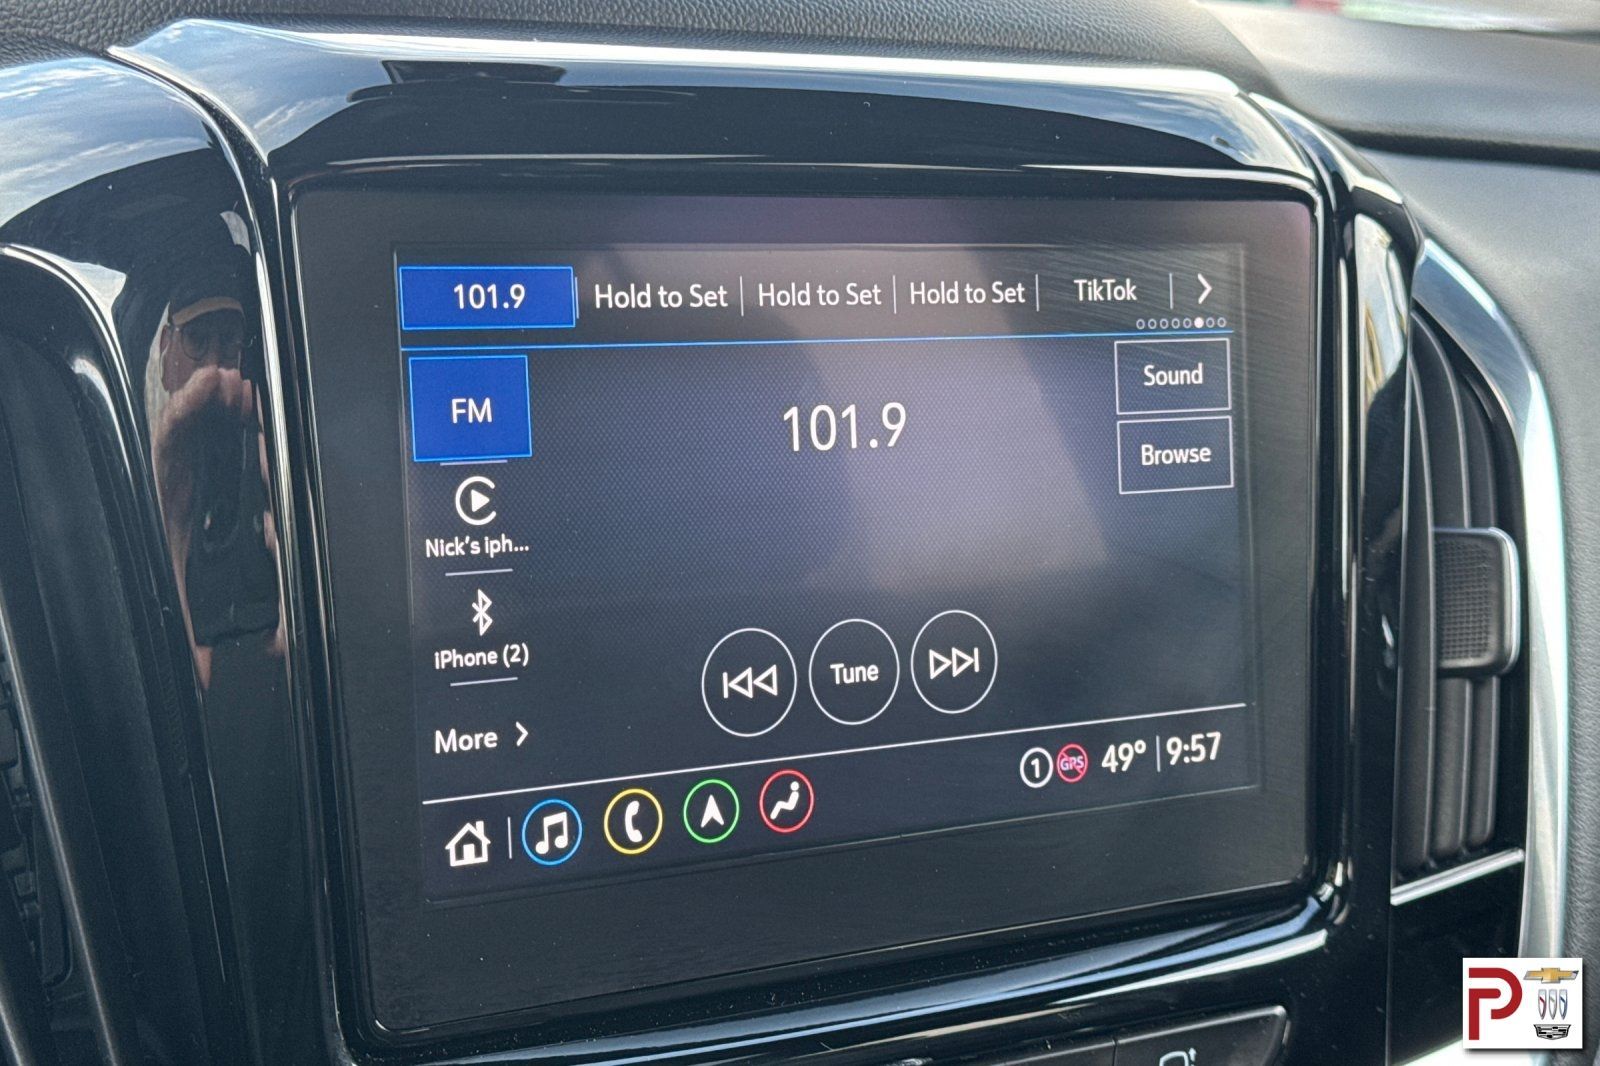 101.9
Hold to Set
Hold to Set
Hold to Set
TikTok
FM
101.9
Sound
Browse
Nick's iph...
iPhone (2)
Tune
More
1
GPS
49°
9:57
P